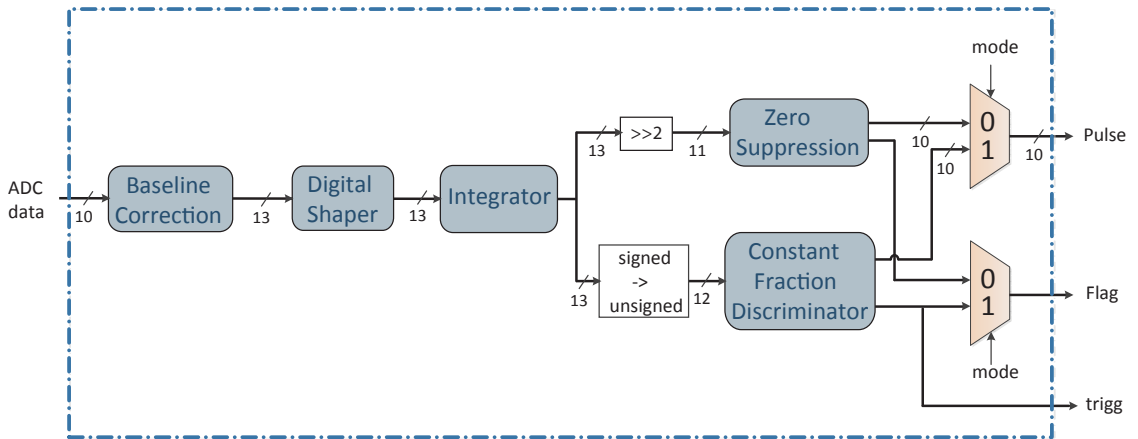 mode
Zero
Suppression
>>2
13
11
10
10
0
1
10
Pulse
ADC
data
10
Baseline
Correction
13
Digital
Shaper
13
Integrator
13
signed
->
unsigned
12
Constant
Fraction
Discriminator
0
1
Flag
mode
trigg